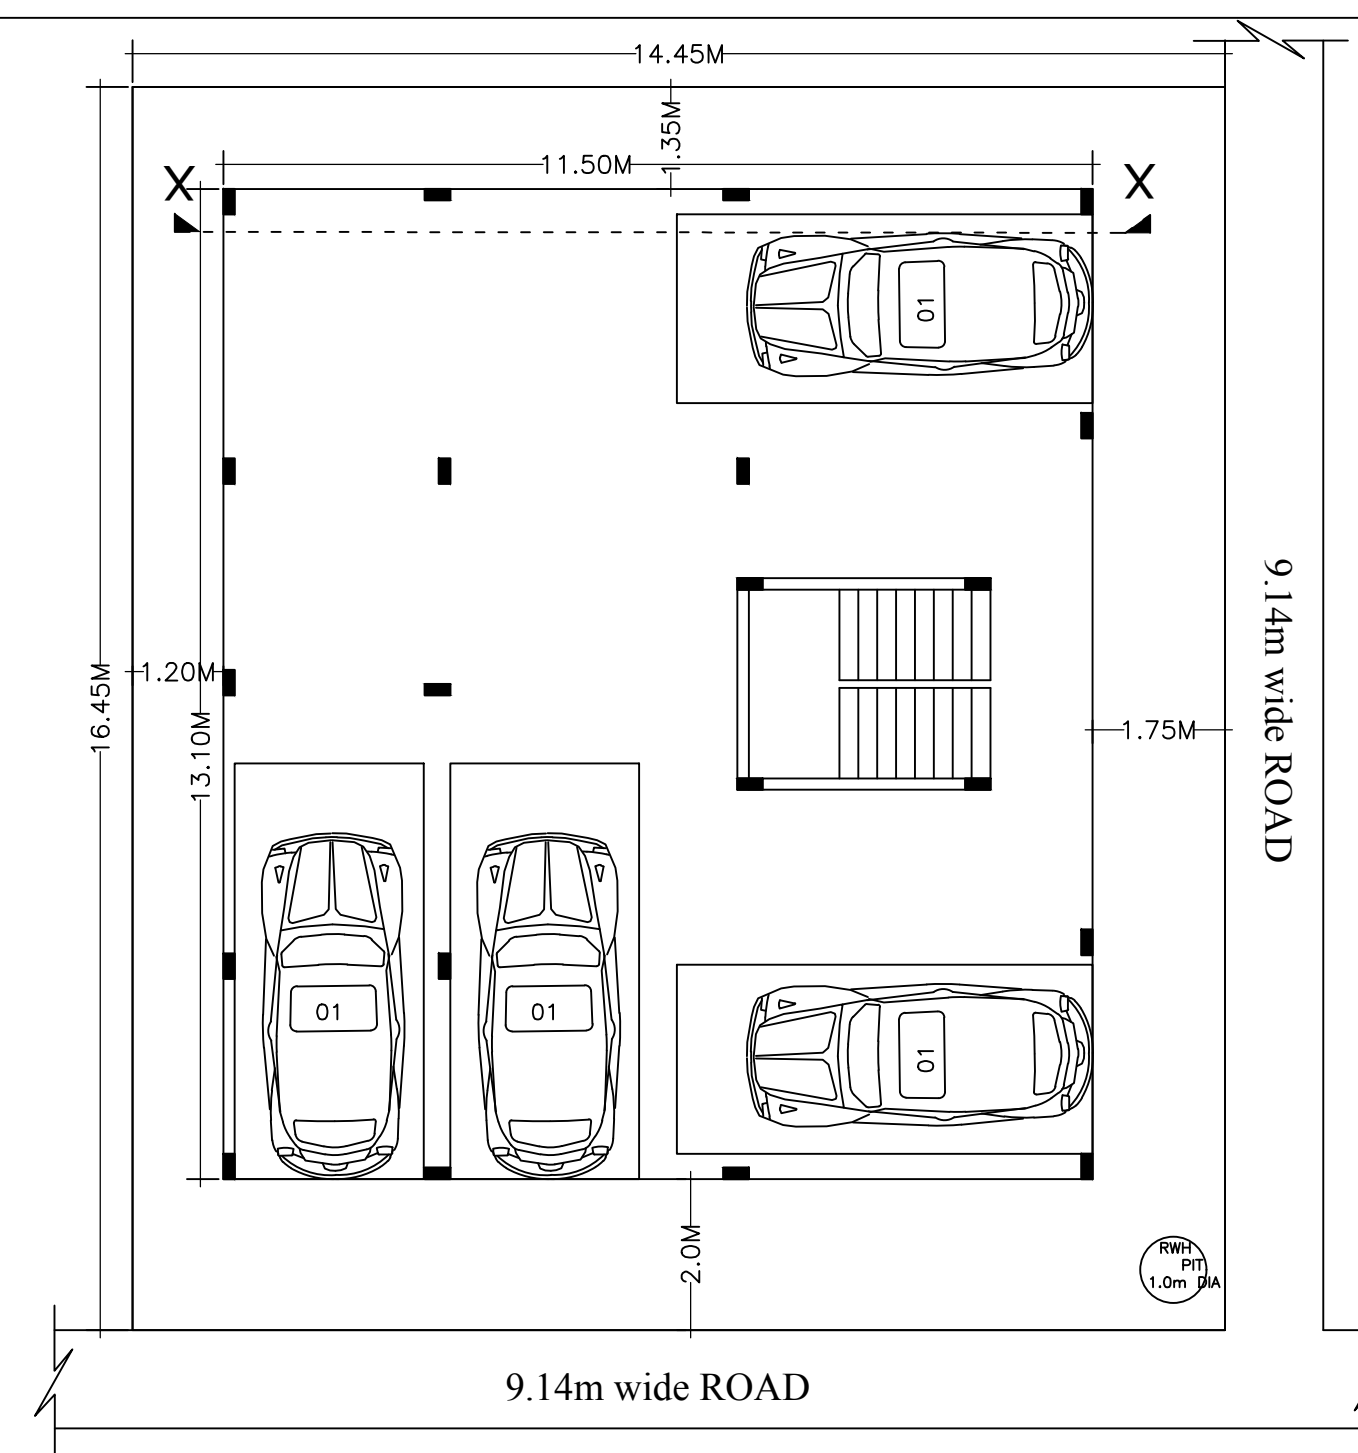 14.45M
1.35M
11.50M
X
X
01
9.14m wide ROAD
16.45M
1.20M
13.10M
1.75M
01
01
01
2.0M
RWH
PIT
1.0m DIA
9.14m wide ROAD